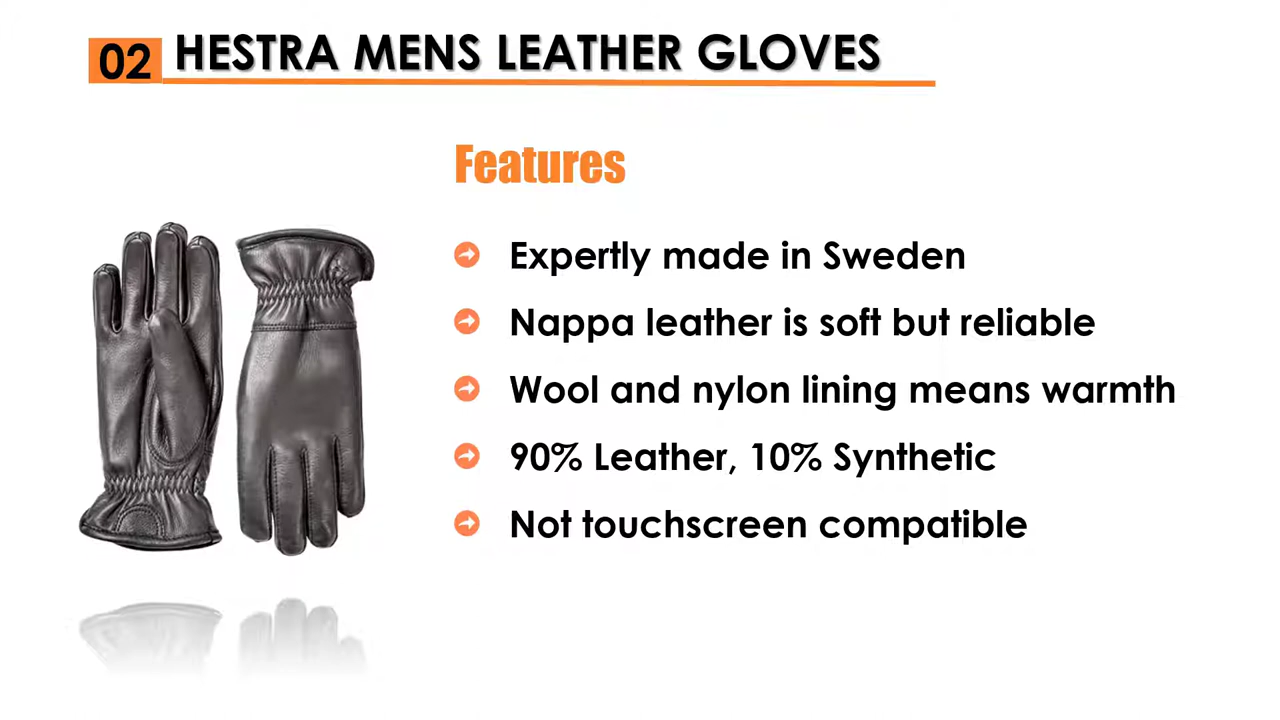 02 HESTRA MENS LEATHER GLOVES
Features
Expertly made in Sweden
Nappa leather is soft but reliable
Wool and nylon lining means warmth
90% Leather, 10% Synthetic
Not touchscreen compatible